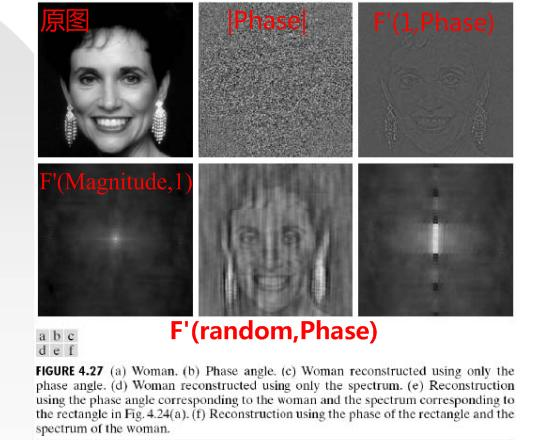 原图
|Phase|
F'(1,Phase)
F'(Magnitude,1)
F'(random,Phase)
a b c
d e f
FIGURE 4.27 (a) Woman. (b) Phase angle. (c) Woman reconstructed using only the
phase angle. (d) Woman reconstructed using only the spectrum. (e) Reconstruction
using the phase angle corresponding to the woman and the spectrum corresponding to
the rectangle in Fig. 4.24(a). (f) Reconstruction using the phase of the rectangle and the
spectrum of the woman.